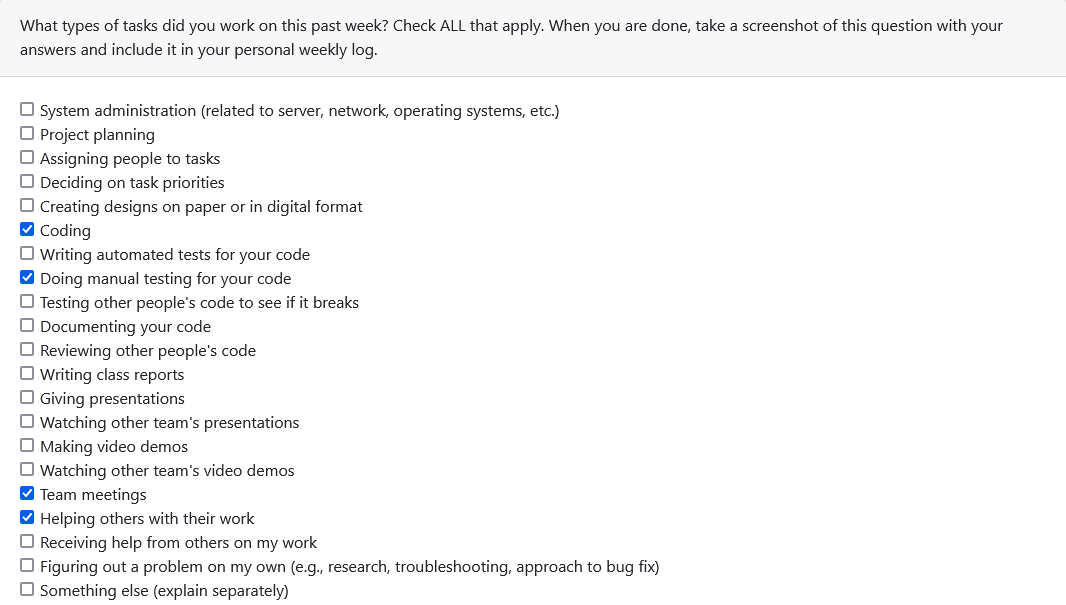 What types of tasks did you work on this past week? Check ALL that apply. When you are done, take a screenshot of this question with your
answers and include it in your personal weekly log.
System administration (related to server, network, operating systems, etc.)
Project planning
Assigning people to tasks
Deciding on task priorities
Creating designs on paper or in digital format
Coding
Writing automated tests for your code
Doing manual testing for your code
Testing other people's code to see if it breaks
Documenting your code
Reviewing other people's code
Writing class reports
Giving presentations
Watching other team's presentations
Making video demos
Watching other team's video demos
Team meetings
Helping others with their work
Receiving help from others on my work
Figuring out a problem on my own (e.g., research, troubleshooting, approach to bug fix)
Something else (explain separately)